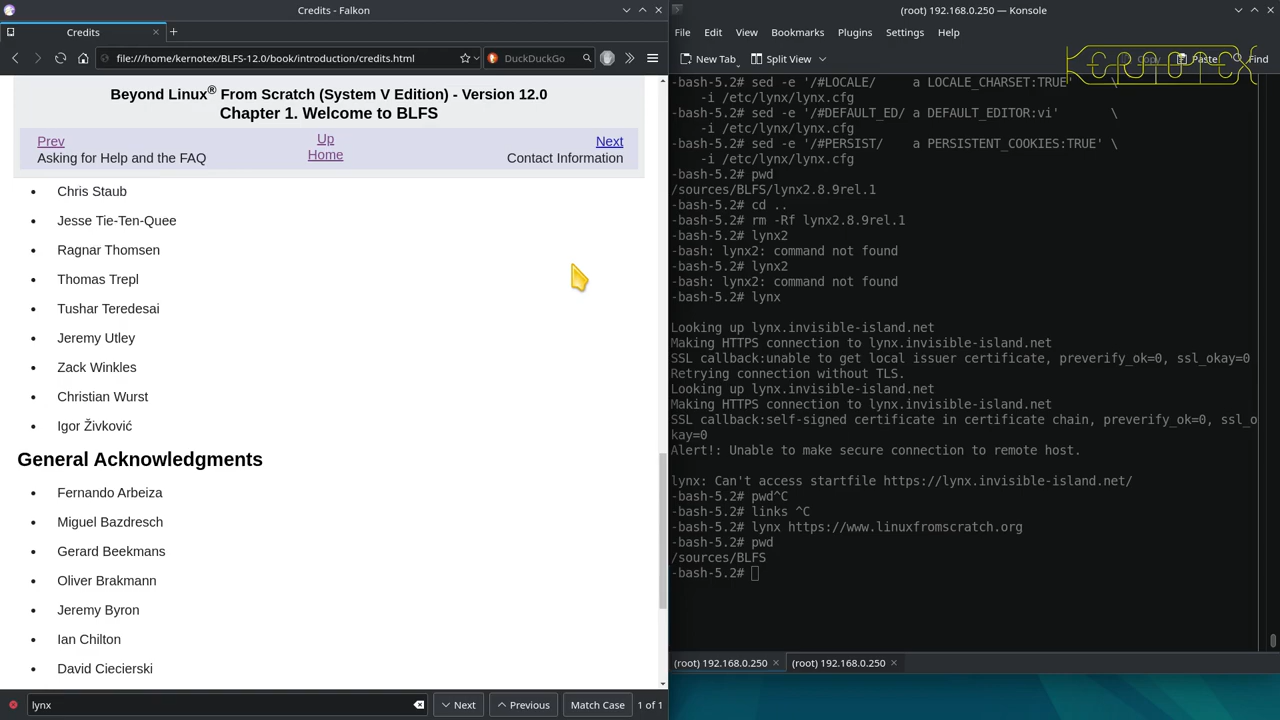 Credits - Falkon
Credits
file:///home/kernotex/BLFS-12.0/book/introduction/credits.html
DuckDuckGo
Beyond Linux® From Scratch (System V Edition) - Version 12.0
Chapter 1. Welcome to BLFS
Prev
Up
Next
Asking for Help and the FAQ
Home
Contact Information
• Chris Staub
• Jesse Tie-Ten-Quee
• Ragnar Thomsen
• Thomas Trepl
• Tushar Teredesai
• Jeremy Utley
• Zack Winkles
• Christian Wurst
• Igor Živković
General Acknowledgments
• Fernando Arbeiza
• Miguel Bazdresch
• Gerard Beekmans
• Oliver Brakmann
• Jeremy Byron
• Ian Chilton
• David Ciecierski
lynx
Next
Previous
Match Case
1 of 1
(root) 192.168.0.250 — Konsole
File Edit View Bookmarks Plugins Settings Help
New Tab Split View Copy Paste Find
KERNOTEX
-bash-5.2# sed -e '/#LOCALE/    a LOCALE_CHARSET:TRUE'     \
    -i /etc/lynx/lynx.cfg
-bash-5.2# sed -e '/#DEFAULT_ED/ a DEFAULT_EDITOR:vi'       \
    -i /etc/lynx/lynx.cfg
-bash-5.2# sed -e '/#PERSIST/    a PERSISTENT_COOKIES:TRUE' \
    -i /etc/lynx/lynx.cfg
-bash-5.2# pwd
/sources/BLFS/lynx2.8.9rel.1
-bash-5.2# cd ..
-bash-5.2# rm -Rf lynx2.8.9rel.1
-bash-5.2# lynx2
-bash: lynx2: command not found
-bash-5.2# lynx2
-bash: lynx2: command not found
-bash-5.2# lynx
Looking up lynx.invisible-island.net
Making HTTPS connection to lynx.invisible-island.net
SSL callback:unable to get local issuer certificate, preverify_ok=0, ssl_okay=0
Retrying connection without TLS.
Looking up lynx.invisible-island.net
Making HTTPS connection to lynx.invisible-island.net
SSL callback:self-signed certificate in certificate chain, preverify_ok=0, ssl_o
kay=0
Alert!: Unable to make secure connection to remote host.
lynx: Can't access startfile https://lynx.invisible-island.net/
-bash-5.2# pwd^C
-bash-5.2# links ^C
-bash-5.2# lynx https://www.linuxfromscratch.org
-bash-5.2# pwd
/sources/BLFS
-bash-5.2#
(root) 192.168.0.250
(root) 192.168.0.250